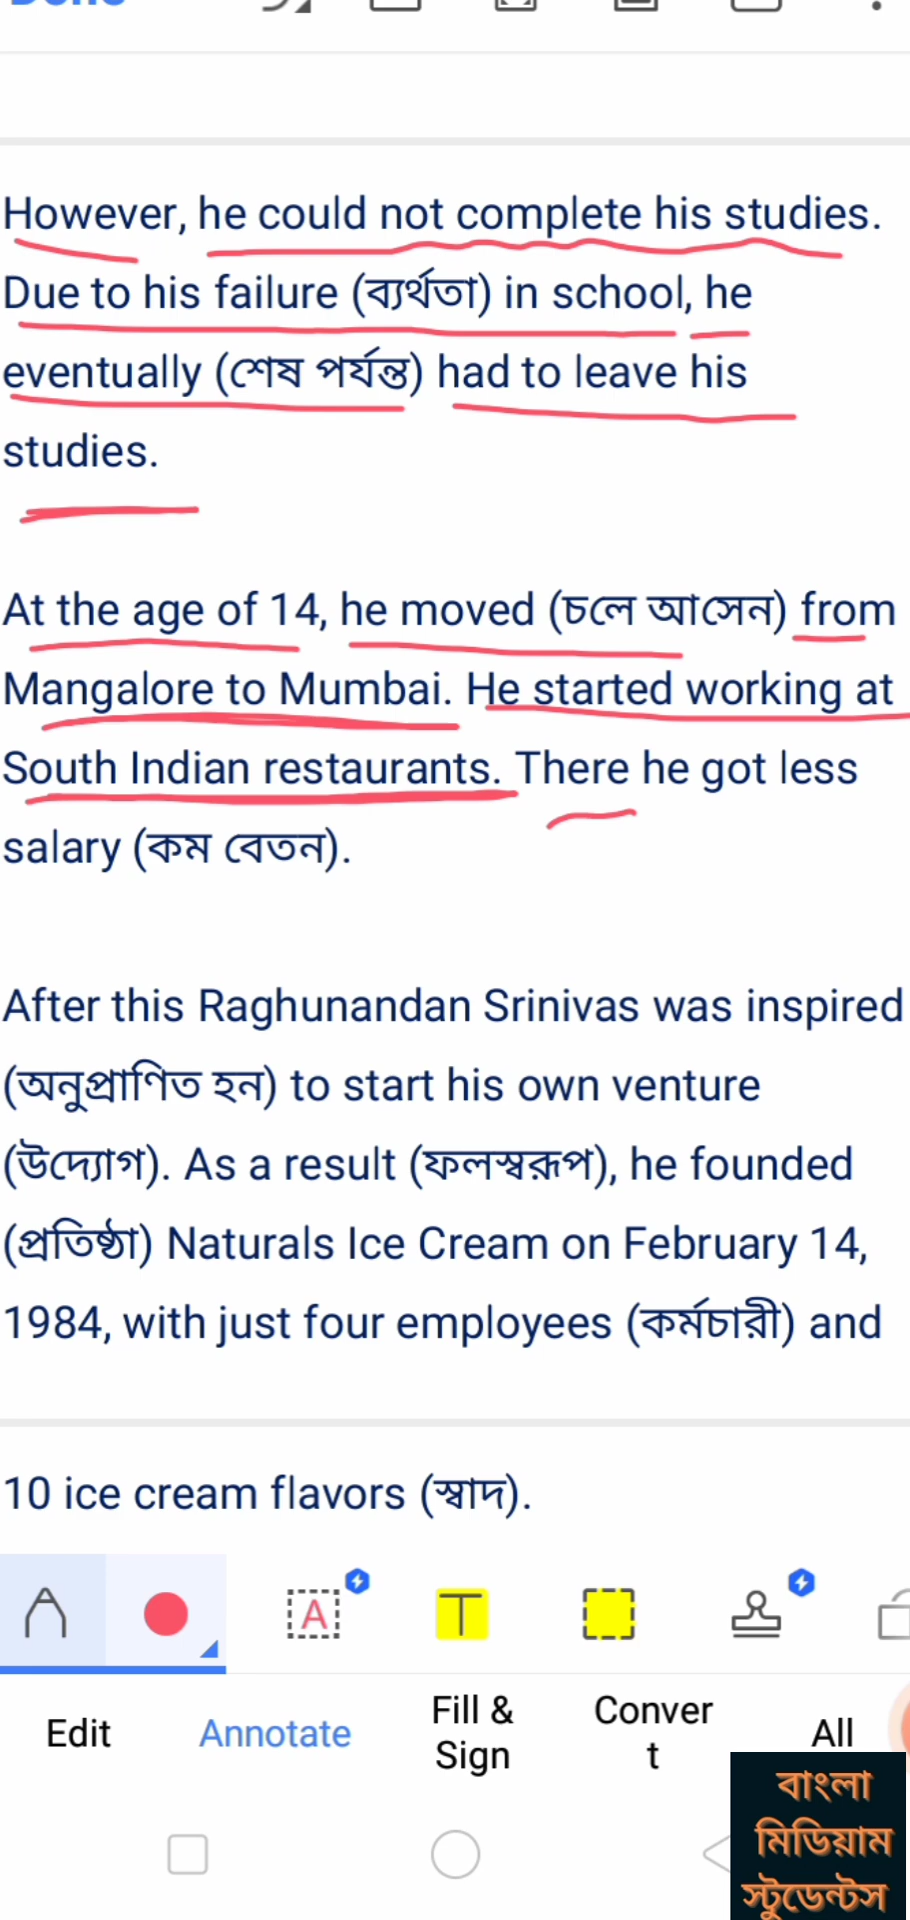 Done
However, he could not complete his studies.
Due to his failure (ব্যর্থতা) in school, he
eventually (শেষ পর্যন্ত) had to leave his
studies.
At the age of 14, he moved (চলে আসেন) from
Mangalore to Mumbai. He started working at
South Indian restaurants. There he got less
salary (কম বেতন).
After this Raghunandan Srinivas was inspired
(অনুপ্রাণিত হন) to start his own venture
(উদ্যোগ). As a result (ফলস্বরূপ), he founded
(প্রতিষ্ঠা) Naturals Ice Cream on February 14,
1984, with just four employees (কর্মচারী) and
10 ice cream flavors (স্বাদ).
A T
Edit Annotate Fill & Sign Convert All
বাংলা
মিডিয়াম
স্টুডেন্টস